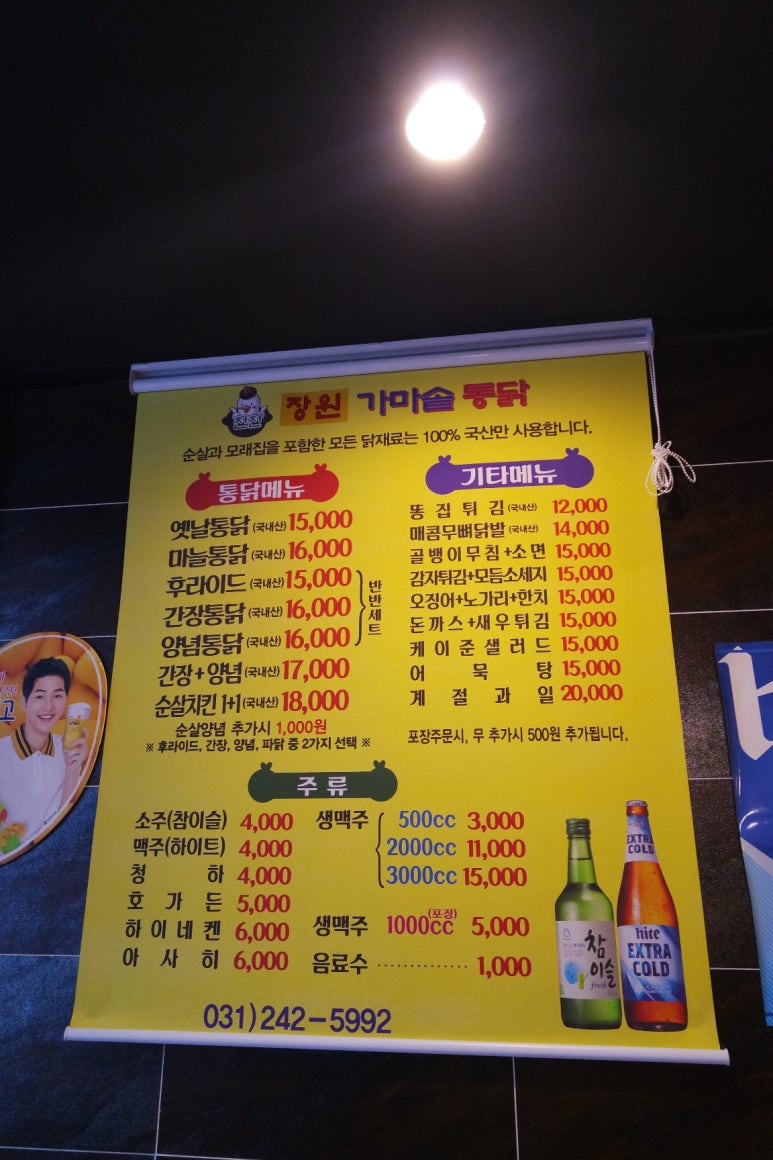 장원 가마솥 통닭
순살과 모래집을 포함한 모든 닭재료는 100% 국산만 사용합니다.
통닭메뉴
옛날통닭 (국내산) 15,000
마늘통닭 (국내산) 16,000
후라이드 (국내산) 15,000
간장통닭 (국내산) 16,000
양념통닭 (국내산) 16,000
반반세트
간장+양념 (국내산) 17,000
순살치킨 1+1 (국내산) 18,000
순살양념 추가시 1,000원
※ 후라이드, 간장, 양념, 파닭 중 2가지 선택 ※
기타메뉴
똥집튀김 (국내산) 12,000
매콤무뼈닭발 (국내산) 14,000
골뱅이무침+소면 15,000
감자튀김+모듬소세지 15,000
오징어+노가리+한치 15,000
돈까스+새우튀김 15,000
케이준샐러드 15,000
어묵탕 15,000
계절과일 20,000
포장주문시, 무 추가시 500원 추가됩니다.
주류
소주(참이슬) 4,000
맥주(하이트) 4,000
청하 4,000
호가든 5,000
하이네켄 6,000
아사히 6,000
생맥주 500cc 3,000
2000cc 11,000
3000cc 15,000
생맥주 1000cc (포장) 5,000
음료수 ·············· 1,000
참이슬
fresh
EXTRA
COLD
hite
EXTRA
COLD
031)242-5992